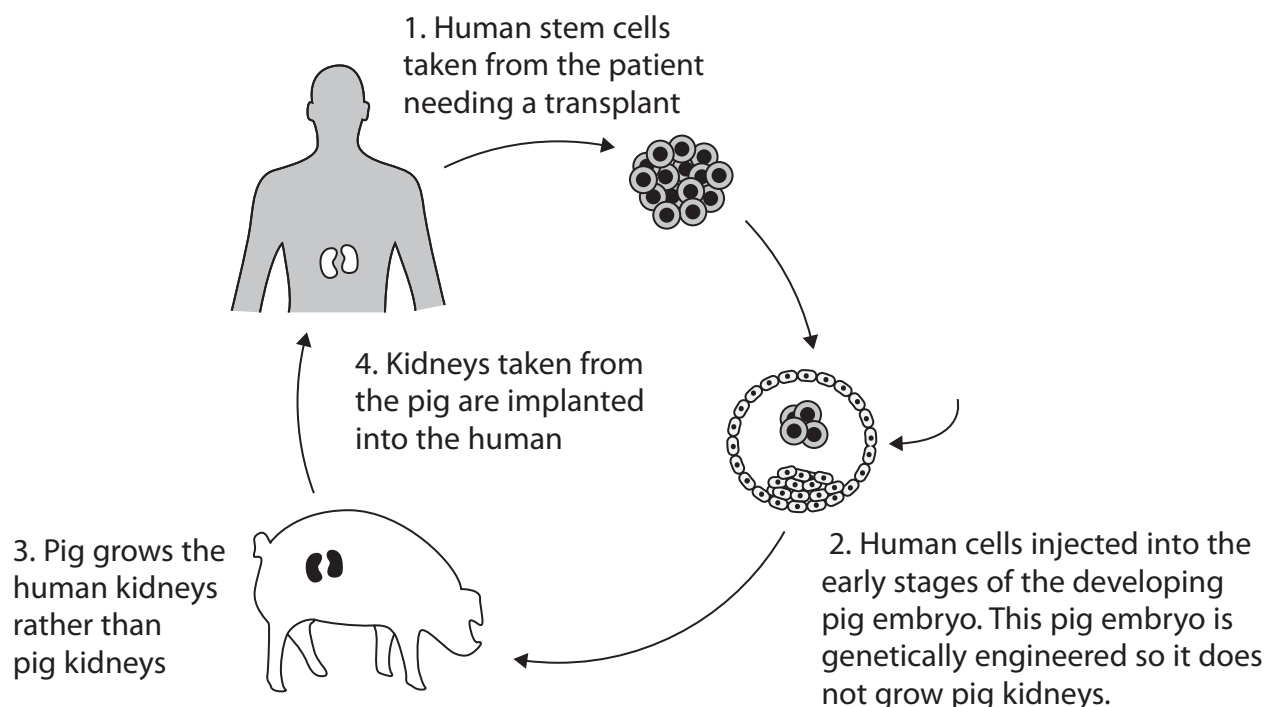 1. Human stem cells
taken from the patient
needing a transplant
2. Human cells injected into the
early stages of the developing
pig embryo. This pig embryo is
genetically engineered so it does
not grow pig kidneys.
3. Pig grows the
human kidneys
rather than
pig kidneys
4. Kidneys taken from
the pig are implanted
into the human